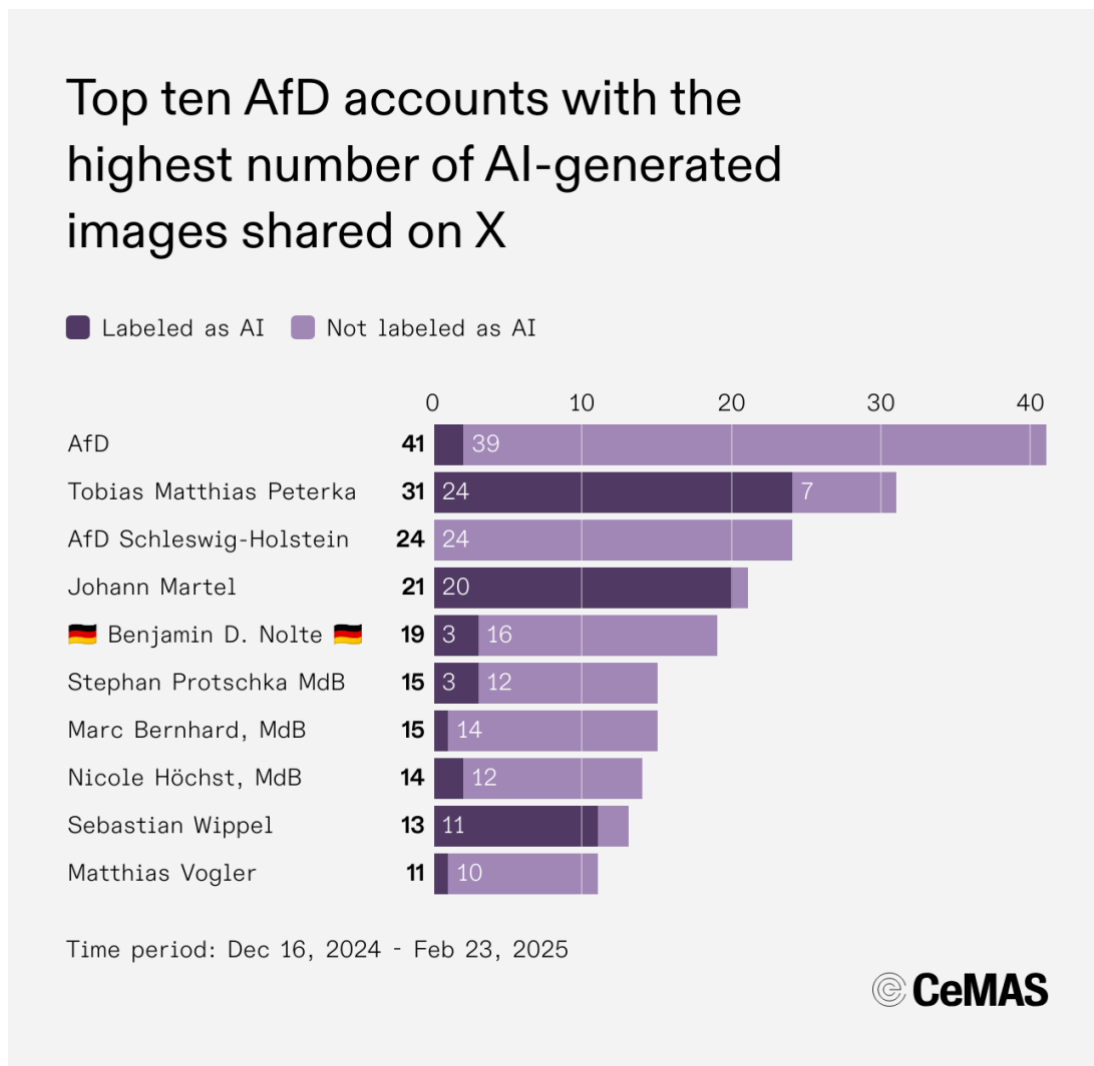 Top ten AfD accounts with the
highest number of AI-generated
images shared on X
Labeled as AI Not labeled as AI
0 10 20 30 40
AfD 41 39
Tobias Matthias Peterka 31 24 7
AfD Schleswig-Holstein 24 24
Johann Martel 21 20
🇩🇪 Benjamin D. Nolte 🇩🇪 19 3 16
Stephan Protschka MdB 15 3 12
Marc Bernhard, MdB 15 14
Nicole Höchst, MdB 14 12
Sebastian Wippel 13 11
Matthias Vogler 11 10
Time period: Dec 16, 2024 - Feb 23, 2025
CeMAS